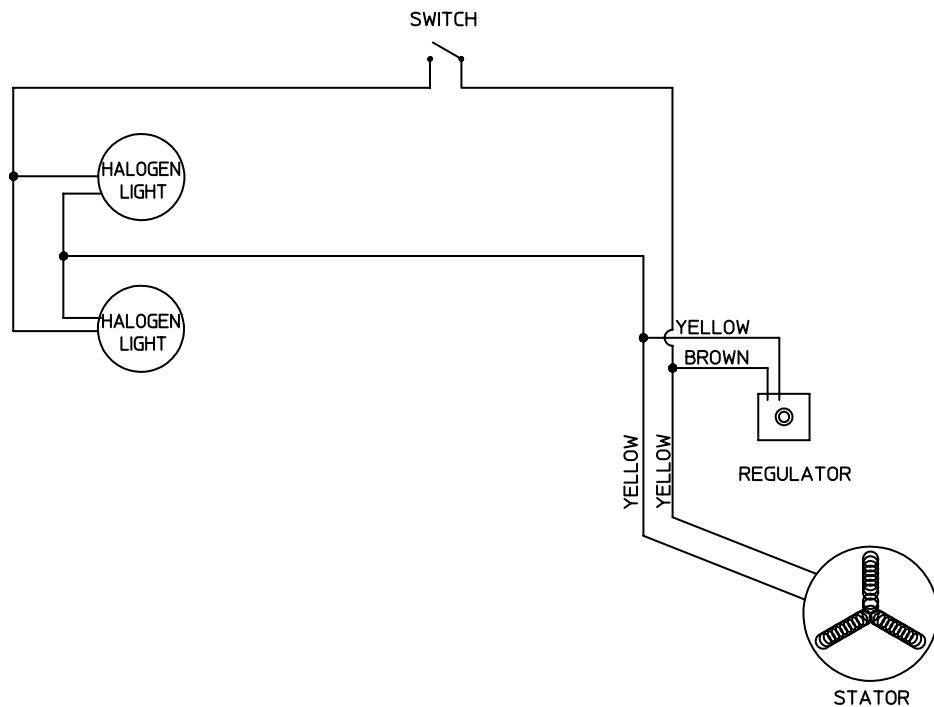 SWITCH
HALOGEN
LIGHT
HALOGEN
LIGHT
YELLOW
BROWN
YELLOW
YELLOW
REGULATOR
STATOR